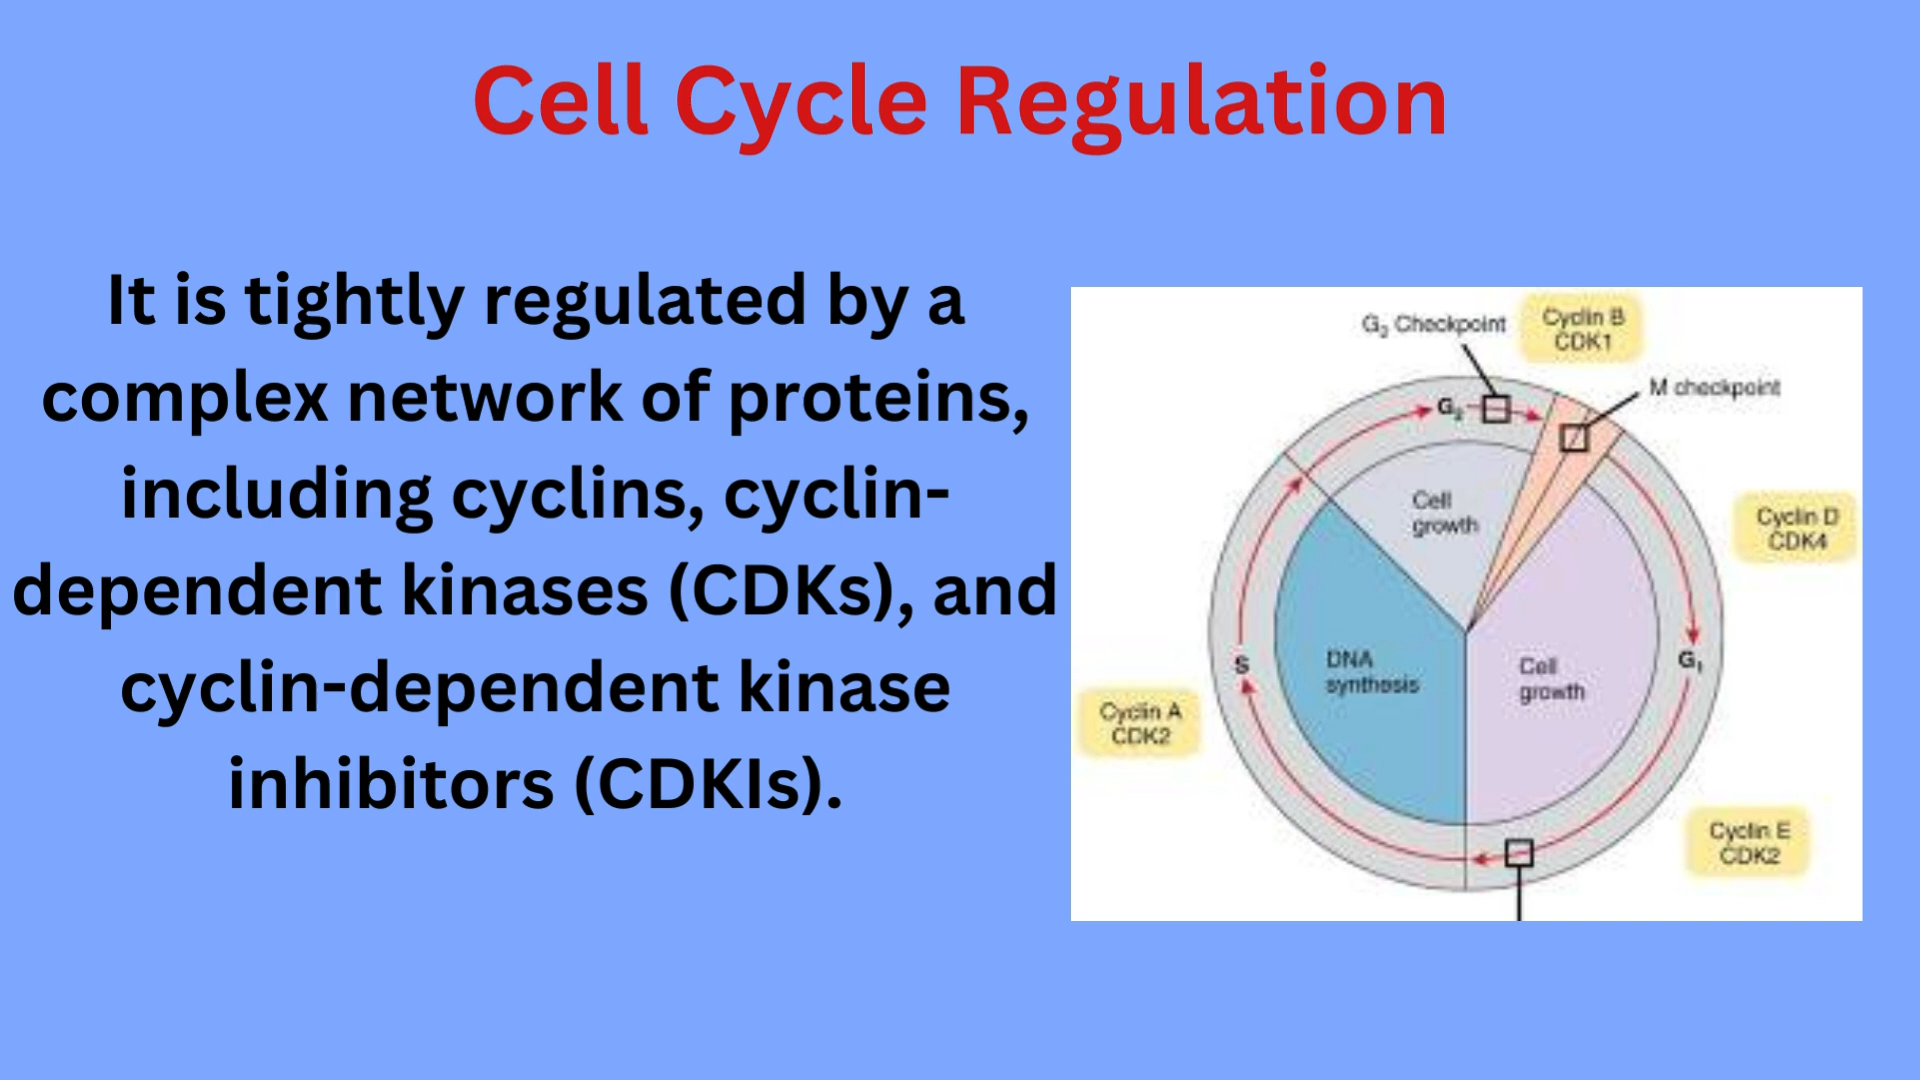 Cell Cycle Regulation
It is tightly regulated by a
complex network of proteins,
including cyclins, cyclin-
dependent kinases (CDKs), and
cyclin-dependent kinase
inhibitors (CDKIs).
G₂ Checkpoint
Cyclin B
CDK1
M checkpoint
G₂
Cell
growth
Cyclin D
CDK4
DNA
synthesis
Cell
growth
S
G₁
Cyclin A
CDK2
Cyclin E
CDK2